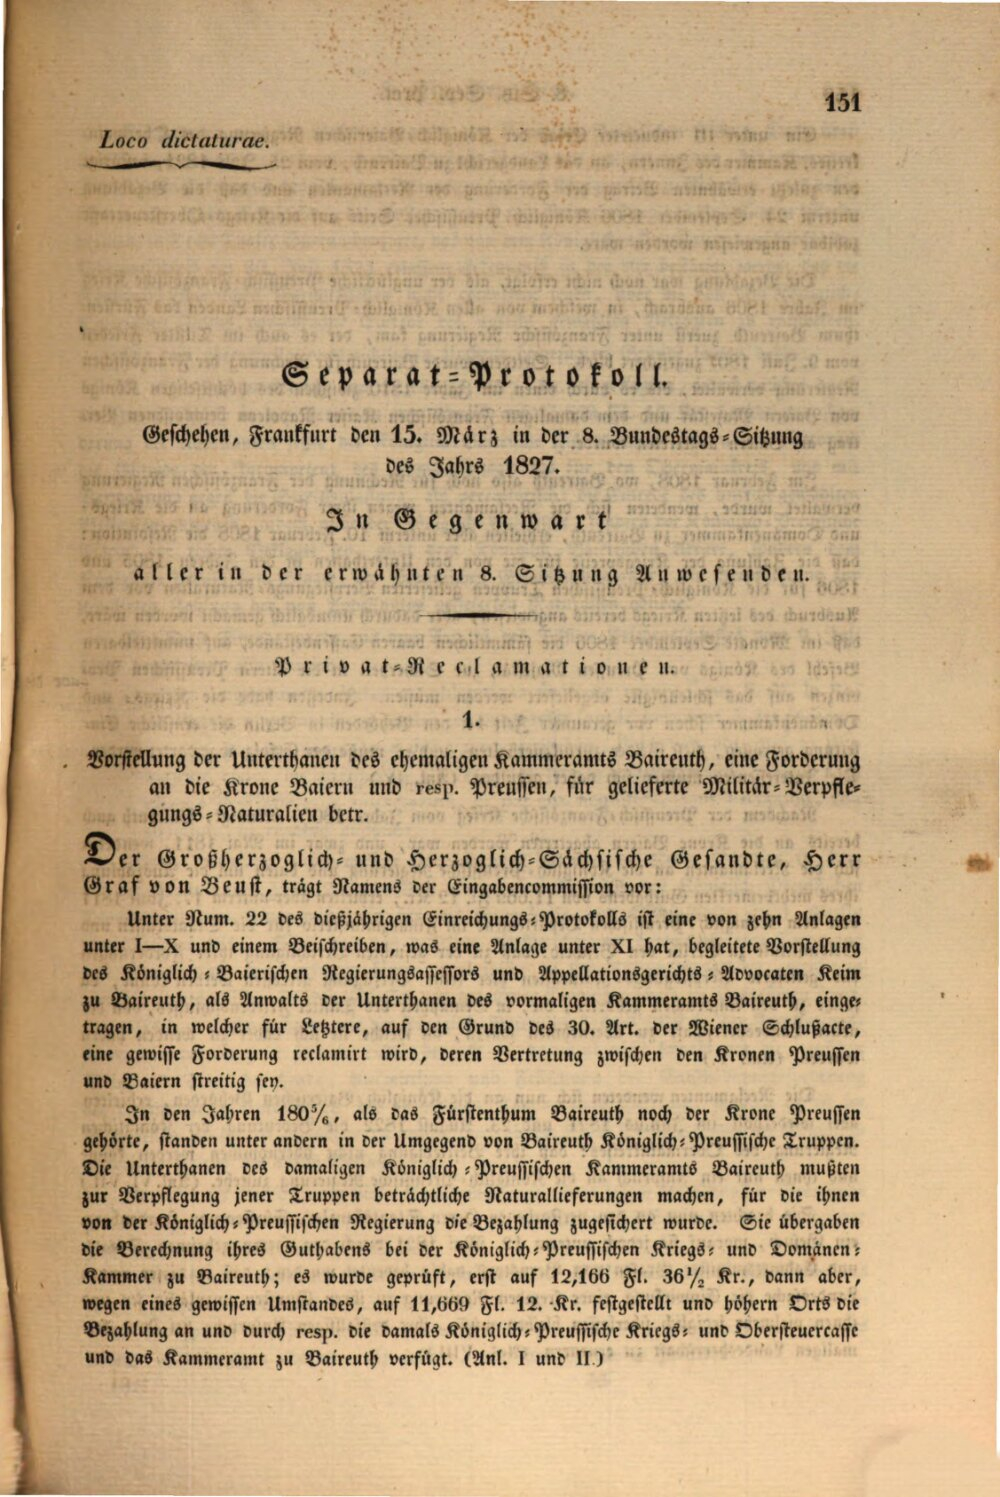 151
Loco dictaturae.
Separat-Protokoll.
Geschehen, Frankfurt den 15. März in der 8. Bundestags-Sitzung
des Jahrs 1827.
In Gegenwart
aller in der erwähnten 8. Sitzung Anwesenden.
Privat-Reclamationen.
1.
Vorstellung der Unterthanen des ehemaligen Kammeramts Baireuth, eine Forderung
an die Krone Baiern und resp. Preussen, für gelieferte Militär-Verpfle-
gungs-Naturalien betr.
Der Großherzoglich- und Herzoglich-Sächsische Gesandte, Herr
Graf von Beust, trägt Namens der Eingabencommission vor:
Unter Num. 22 des dießjährigen Einreichungs-Protokolls ist eine von zehn Anlagen
unter I—X und einem Beischreiben, was eine Anlage unter XI hat, begleitete Vorstellung
des Königlich-Baierischen Regierungsassessors und Appellationsgerichts-Advocaten Keim
zu Baireuth, als Anwalts der Unterthanen des vormaligen Kammeramts Baireuth, einge-
tragen, in welcher für Letztere, auf den Grund des 30. Art. der Wiener Schlußacte,
eine gewisse Forderung reclamirt wird, deren Vertretung zwischen den Kronen Preussen
und Baiern streitig sey.
In den Jahren 180⁵/₆, als das Fürstenthum Baireuth noch der Krone Preussen
gehörte, standen unter andern in der Umgegend von Baireuth Königlich-Preussische Truppen.
Die Unterthanen des damaligen Königlich-Preussischen Kammeramts Baireuth mußten
zur Verpflegung jener Truppen beträchtliche Naturallieferungen machen, für die ihnen
von der Königlich-Preussischen Regierung die Bezahlung zugesichert wurde. Sie übergaben
die Berechnung ihres Guthabens bei der Königlich-Preussischen Kriegs- und Domänen-
Kammer zu Baireuth; es wurde geprüft, erst auf 12,166 Fl. 36½ Kr., dann aber,
wegen eines gewissen Umstandes, auf 11,669 Fl. 12. Kr. festgestellt und höhern Orts die
Bezahlung an und durch resp. die damals Königlich-Preussische Kriegs- und Obersteuercasse
und das Kammeramt zu Baireuth verfügt. (Anl. I und II.)